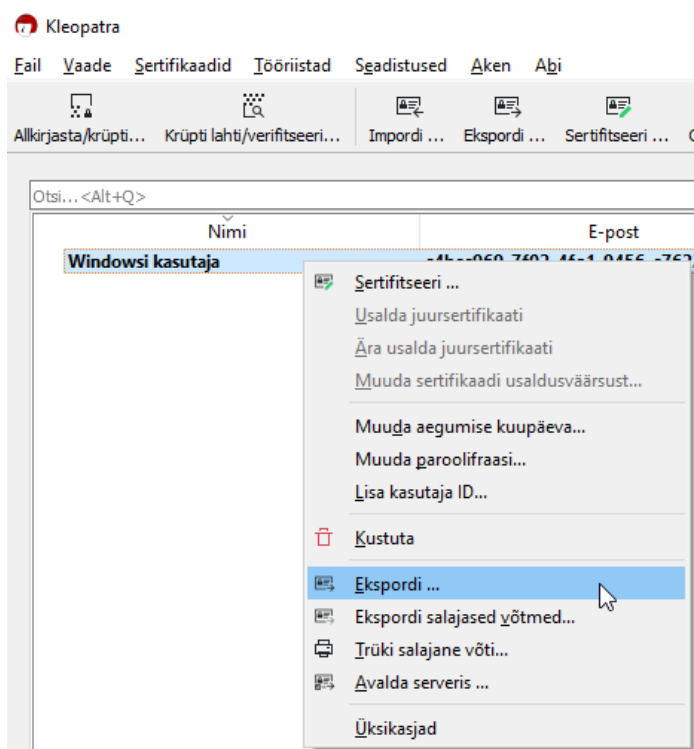 Kleopatra
Fail Vaade Sertifikaadid Tööriistad Seadistused Aken Abi
Allkirjasta/krüpti... Krüpti lahti/verifitseeri... Impordi ... Ekspordi ... Sertifitseeri ...
Otsi...<Alt+Q>
Nimi E-post
Windowsi kasutaja
Sertifitseeri ...
Usalda juursertifikaati
Ära usalda juursertifikaati
Muuda sertifikaadi usaldusväärsust...
Muuda aegumise kuupäeva...
Muuda paroolifraasi...
Lisa kasutaja ID...
Kustuta
Ekspordi ...
Ekspordi salajased võtmed...
Trüki salajane võti...
Avalda serveris ...
Üksikasjad